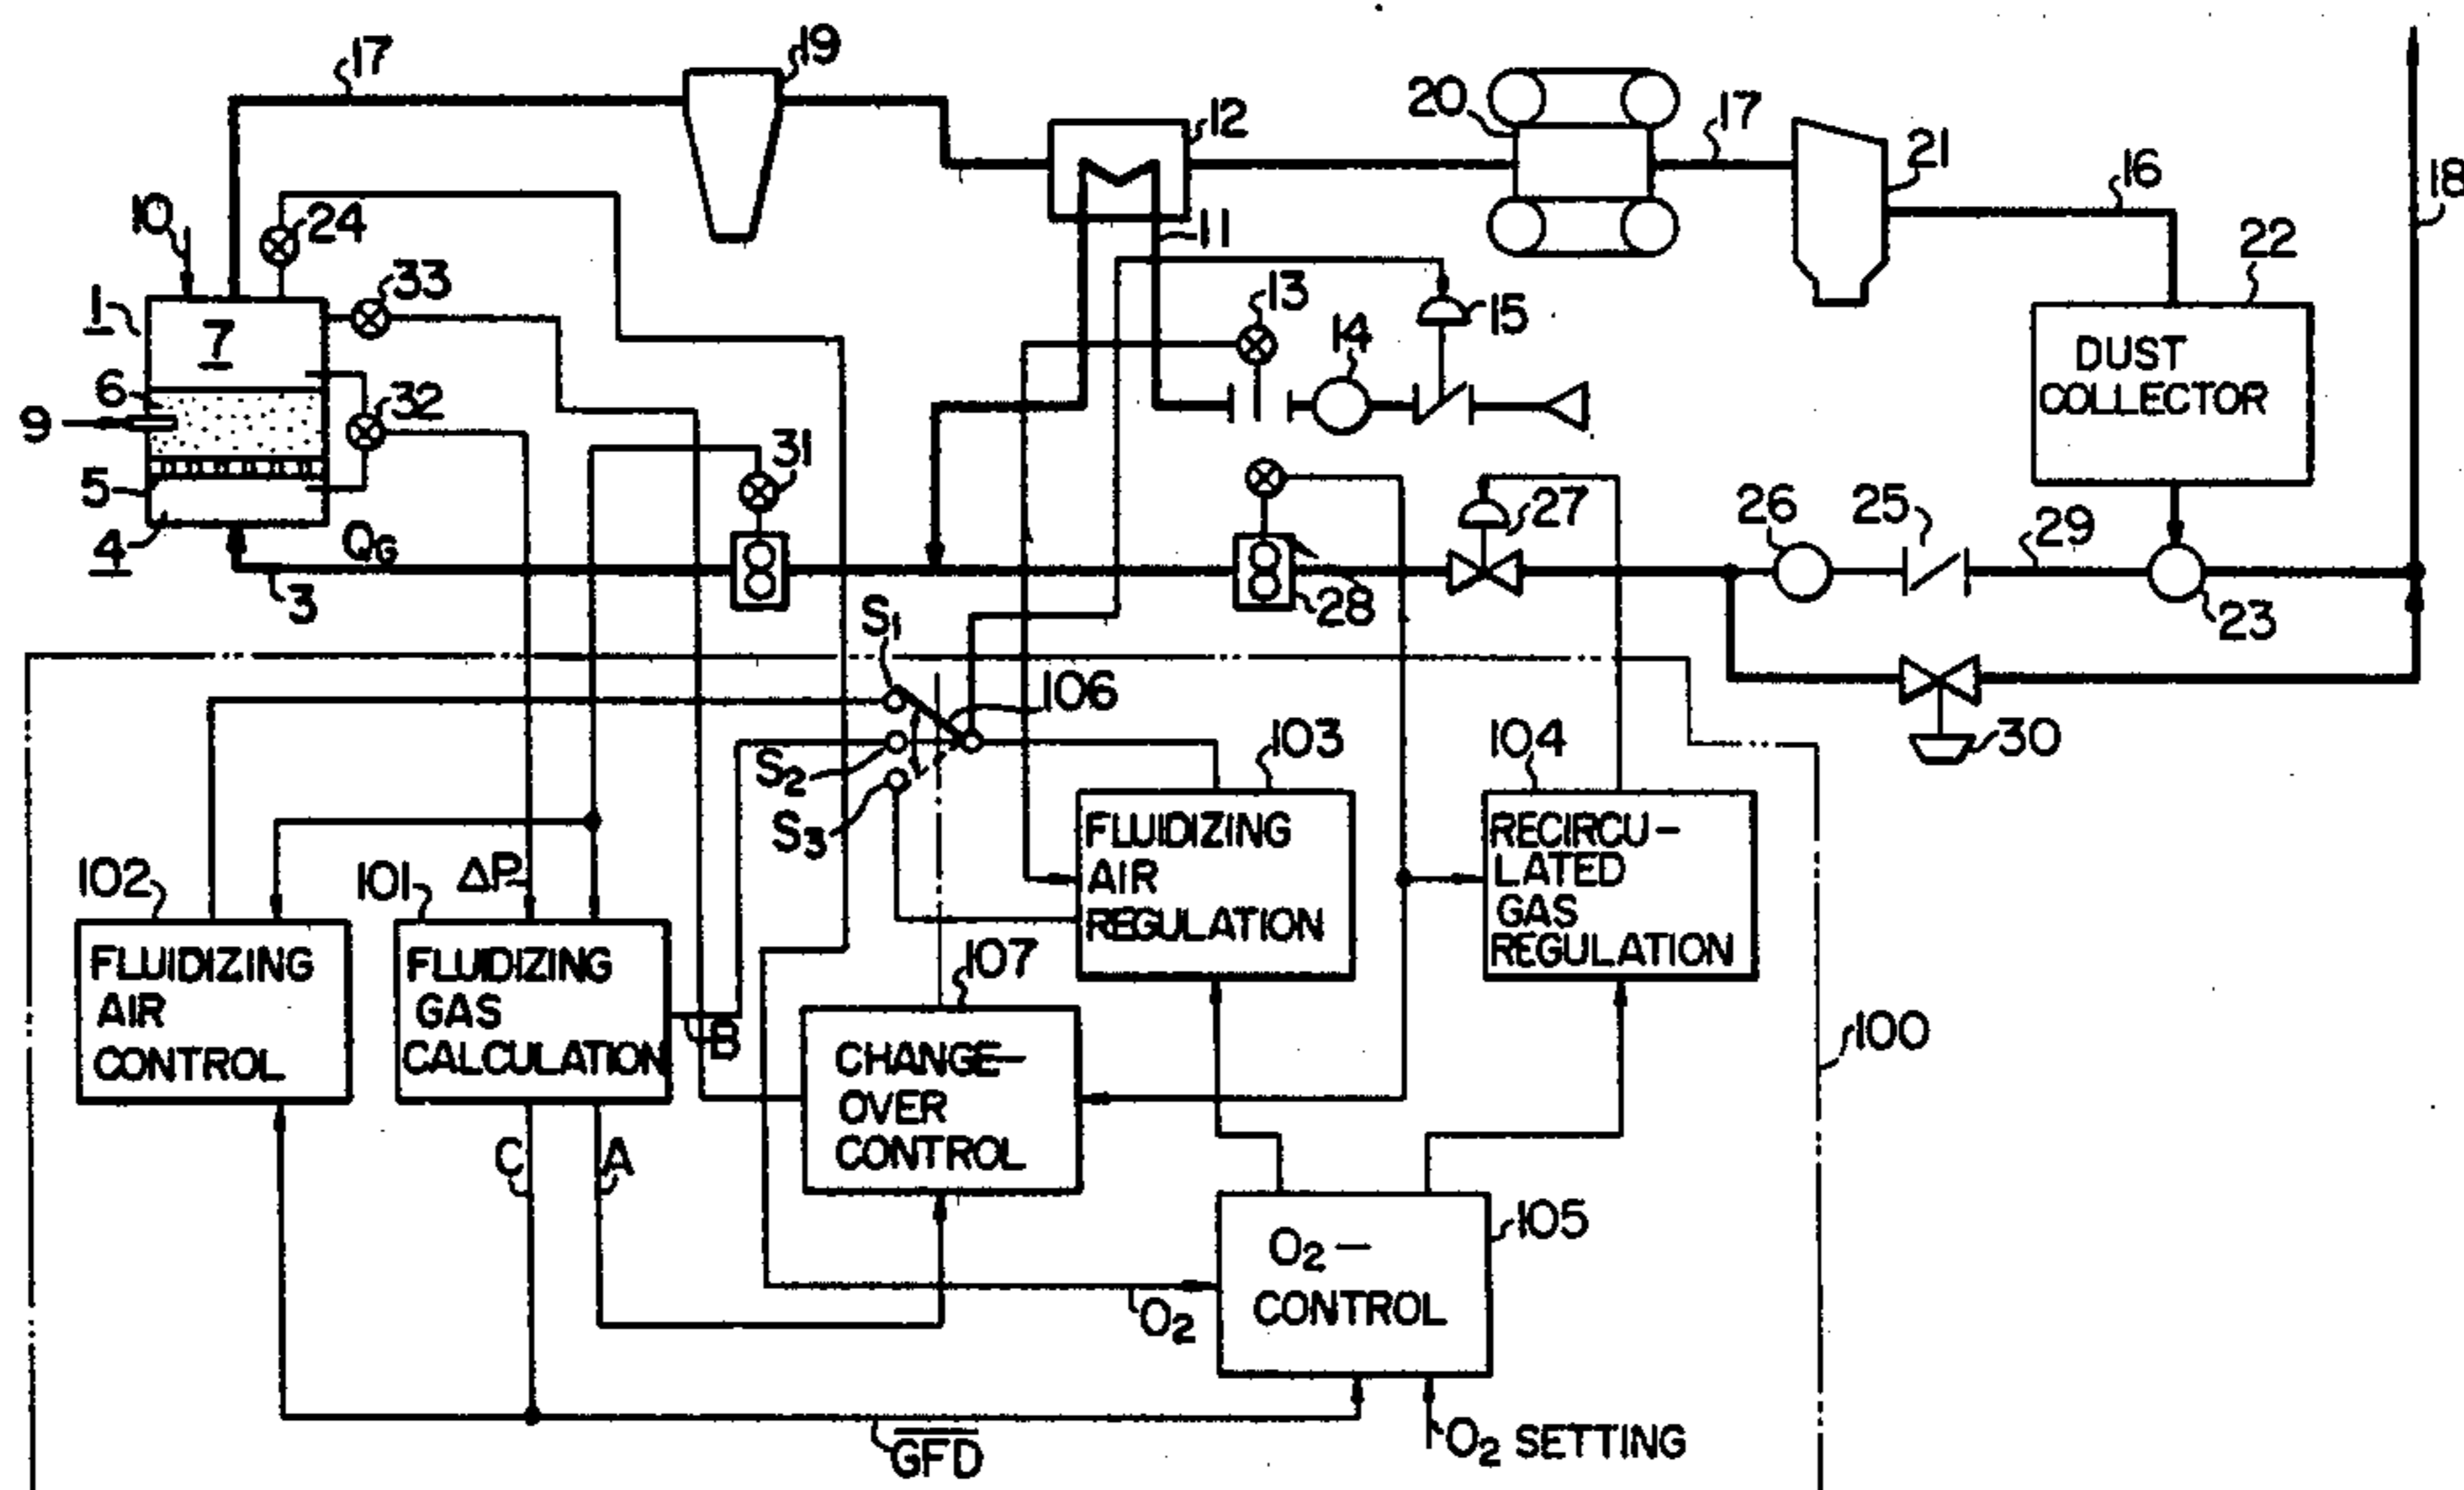 17
19
12
20
17
21
16
18
10
24
11
22
1
33
7
13
14
15
DUST
COLLECTOR
6
32
9
31
5
26
25
29
27
4
QG
3
28
23
S1
106
30
S2
103
104
S3
FLUIDIZING
AIR
REGULATION
RECIRCU-
LATED
GAS
REGULATION
102
101
ΔP
FLUIDIZING
AIR
CONTROL
FLUIDIZING
GAS
CALCULATION
107
B
100
CHANGE-
OVER
CONTROL
C
A
105
O2-
CONTROL
O2
GFD
O2 SETTING